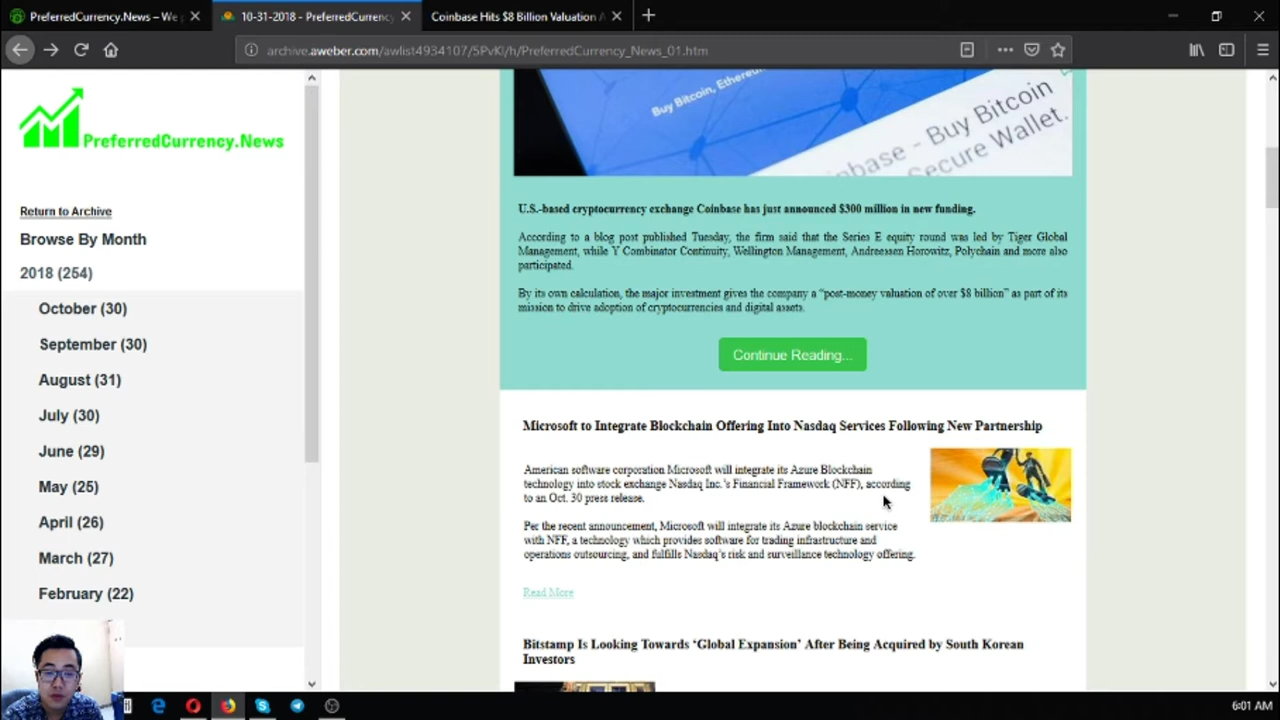 PreferredCurrency.News – We p
10-31-2018 - PreferredCurrency
Coinbase Hits $8 Billion Valuation A
archive.aweber.com/awlist4934107/5PvKl/h/PreferredCurrency_News_01.htm
PreferredCurrency.News
Return to Archive
Browse By Month
2018 (254)
October (30)
September (30)
August (31)
July (30)
June (29)
May (25)
April (26)
March (27)
February (22)
Buy Bitcoin, Ethereum
nbase - Buy Bitcoin
Secure Wallet.
U.S.-based cryptocurrency exchange Coinbase has just announced $300 million in new funding.
According to a blog post published Tuesday, the firm said that the Series E equity round was led by Tiger Global
Management, while Y Combinator Continuity, Wellington Management, Andreessen Horowitz, Polychain and more also
participated.
By its own calculation, the major investment gives the company a “post-money valuation of over $8 billion” as part of its
mission to drive adoption of cryptocurrencies and digital assets.
Continue Reading...
Microsoft to Integrate Blockchain Offering Into Nasdaq Services Following New Partnership
American software corporation Microsoft will integrate its Azure Blockchain
technology into stock exchange Nasdaq Inc.’s Financial Framework (NFF), according
to an Oct. 30 press release.
Per the recent announcement, Microsoft will integrate its Azure blockchain service
with NFF, a technology which provides software for trading infrastructure and
operations outsourcing, and fulfills Nasdaq’s risk and surveillance technology offering.
Read More
Bitstamp Is Looking Towards ‘Global Expansion’ After Being Acquired by South Korean
Investors
6:01 AM